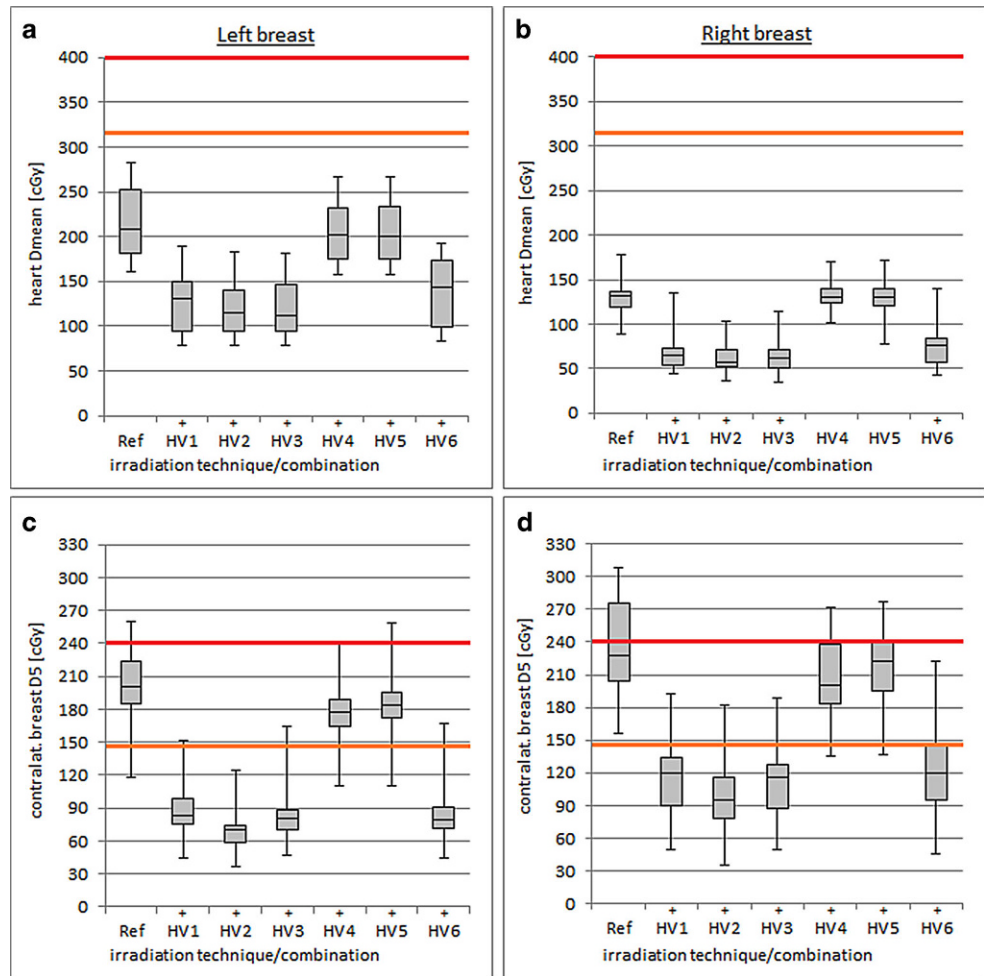 a
Left breast
400
350
300
250
200
150
100
50
0
heart Dmean [cGy]
+ + + + + +
Ref HV1 HV2 HV3 HV4 HV5 HV6
irradiation technique/combination
b
Right breast
400
350
300
250
200
150
100
50
0
heart Dmean [cGy]
+ + + +
Ref HV1 HV2 HV3 HV4 HV5 HV6
irradiation technique/combination
c
330
300
270
240
210
180
150
120
90
60
30
0
contralat. breast D5 [cGy]
+ + + + + +
Ref HV1 HV2 HV3 HV4 HV5 HV6
irradiation technique/combination
d
330
300
270
240
210
180
150
120
90
60
30
0
contralat. breast D5 [cGy]
+ + + + + +
Ref HV1 HV2 HV3 HV4 HV5 HV6
irradiation technique/combination